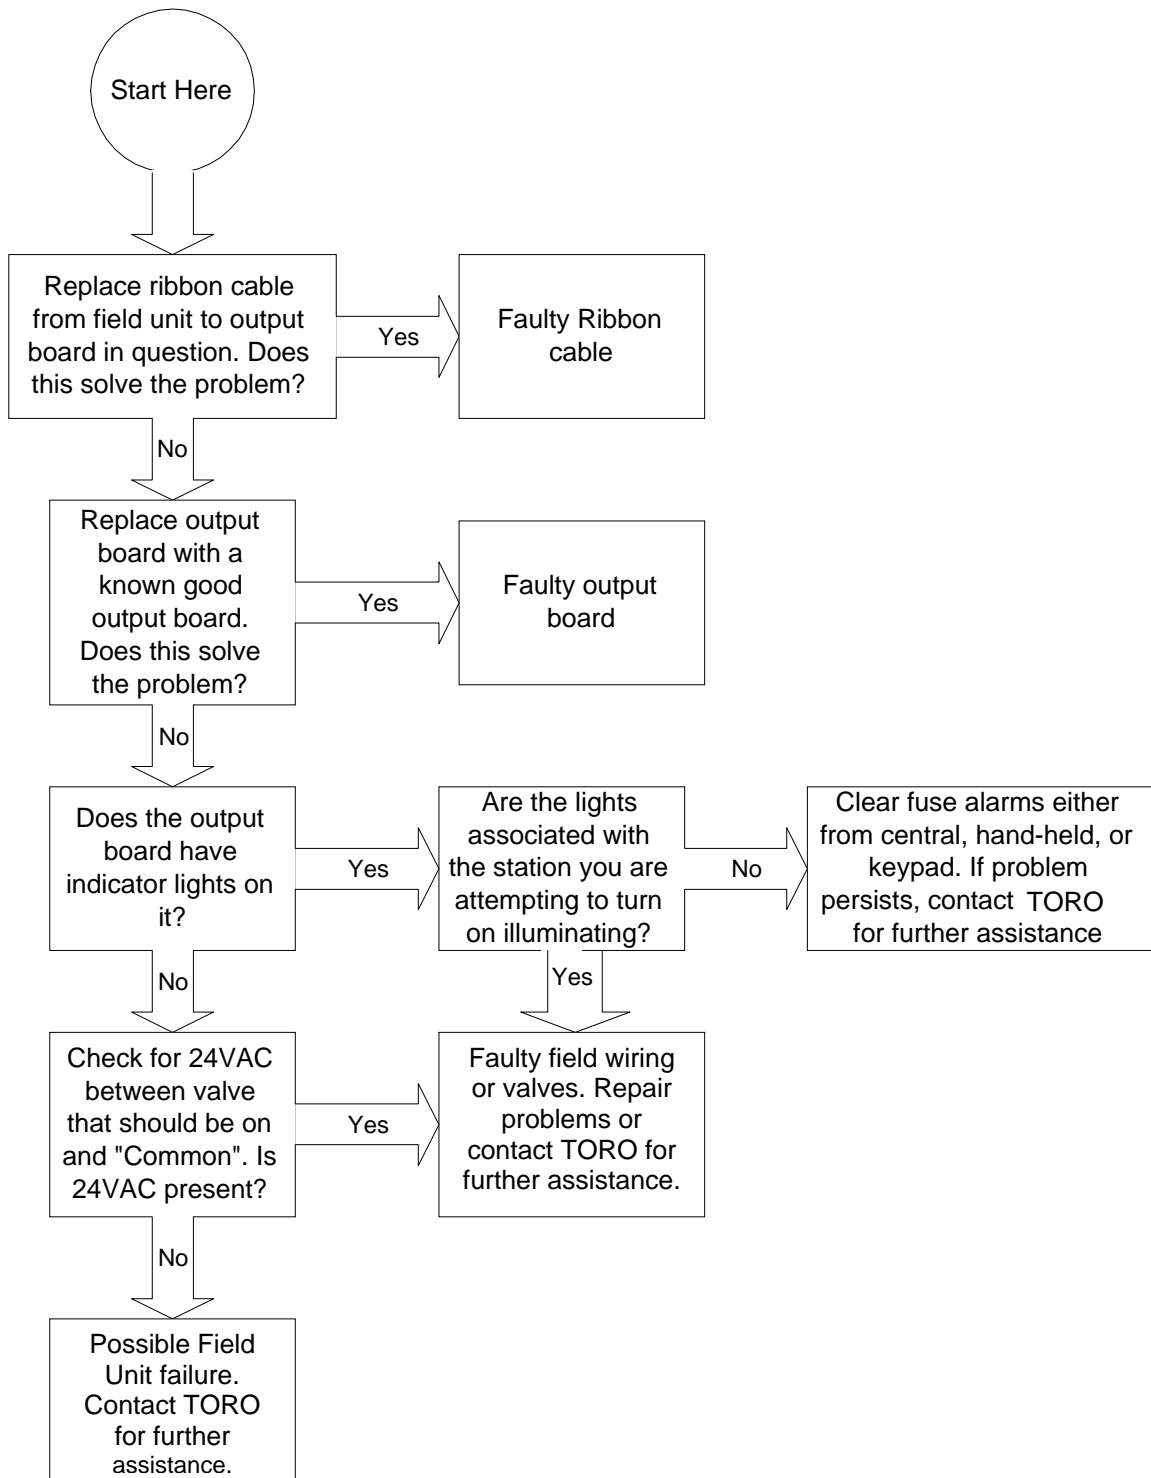 Start Here
Replace ribbon cable
from field unit to output
board in question. Does
this solve the problem?
Yes
Faulty Ribbon
cable
No
Replace output
board with a
known good
output board.
Does this solve
the problem?
Yes
Faulty output
board
No
Does the output
board have
indicator lights on
it?
Yes
Are the lights
associated with
the station you are
attempting to turn
on illuminating?
No
Clear fuse alarms either
from central, hand-held, or
keypad. If problem
persists, contact TORO
for further assistance
No
Yes
Check for 24VAC
between valve
that should be on
and "Common". Is
24VAC present?
Yes
Faulty field wiring
or valves. Repair
problems or
contact TORO for
further assistance.
No
Possible Field
Unit failure.
Contact TORO
for further
assistance.